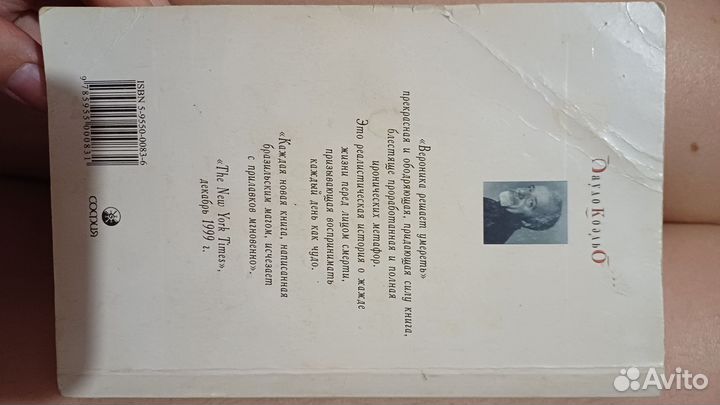 Пауло Коэльо
«Вероника решает умереть»
прекрасная и ободряющая, придающая силу книга,
блестяще проработанная и полная
иронических метафор.
Это реалистическая история о жажде
жизни перед лицом смерти,
призывающая воспринимать
каждый день как чудо.
«Каждая новая книга, написанная
бразильским магом, исчезает
с прилавков мгновенно».
«The New York Times»,
декабрь 1999 г.
ISBN 5-9550-0083-6
9785955000831
СОФИЯ
Avito